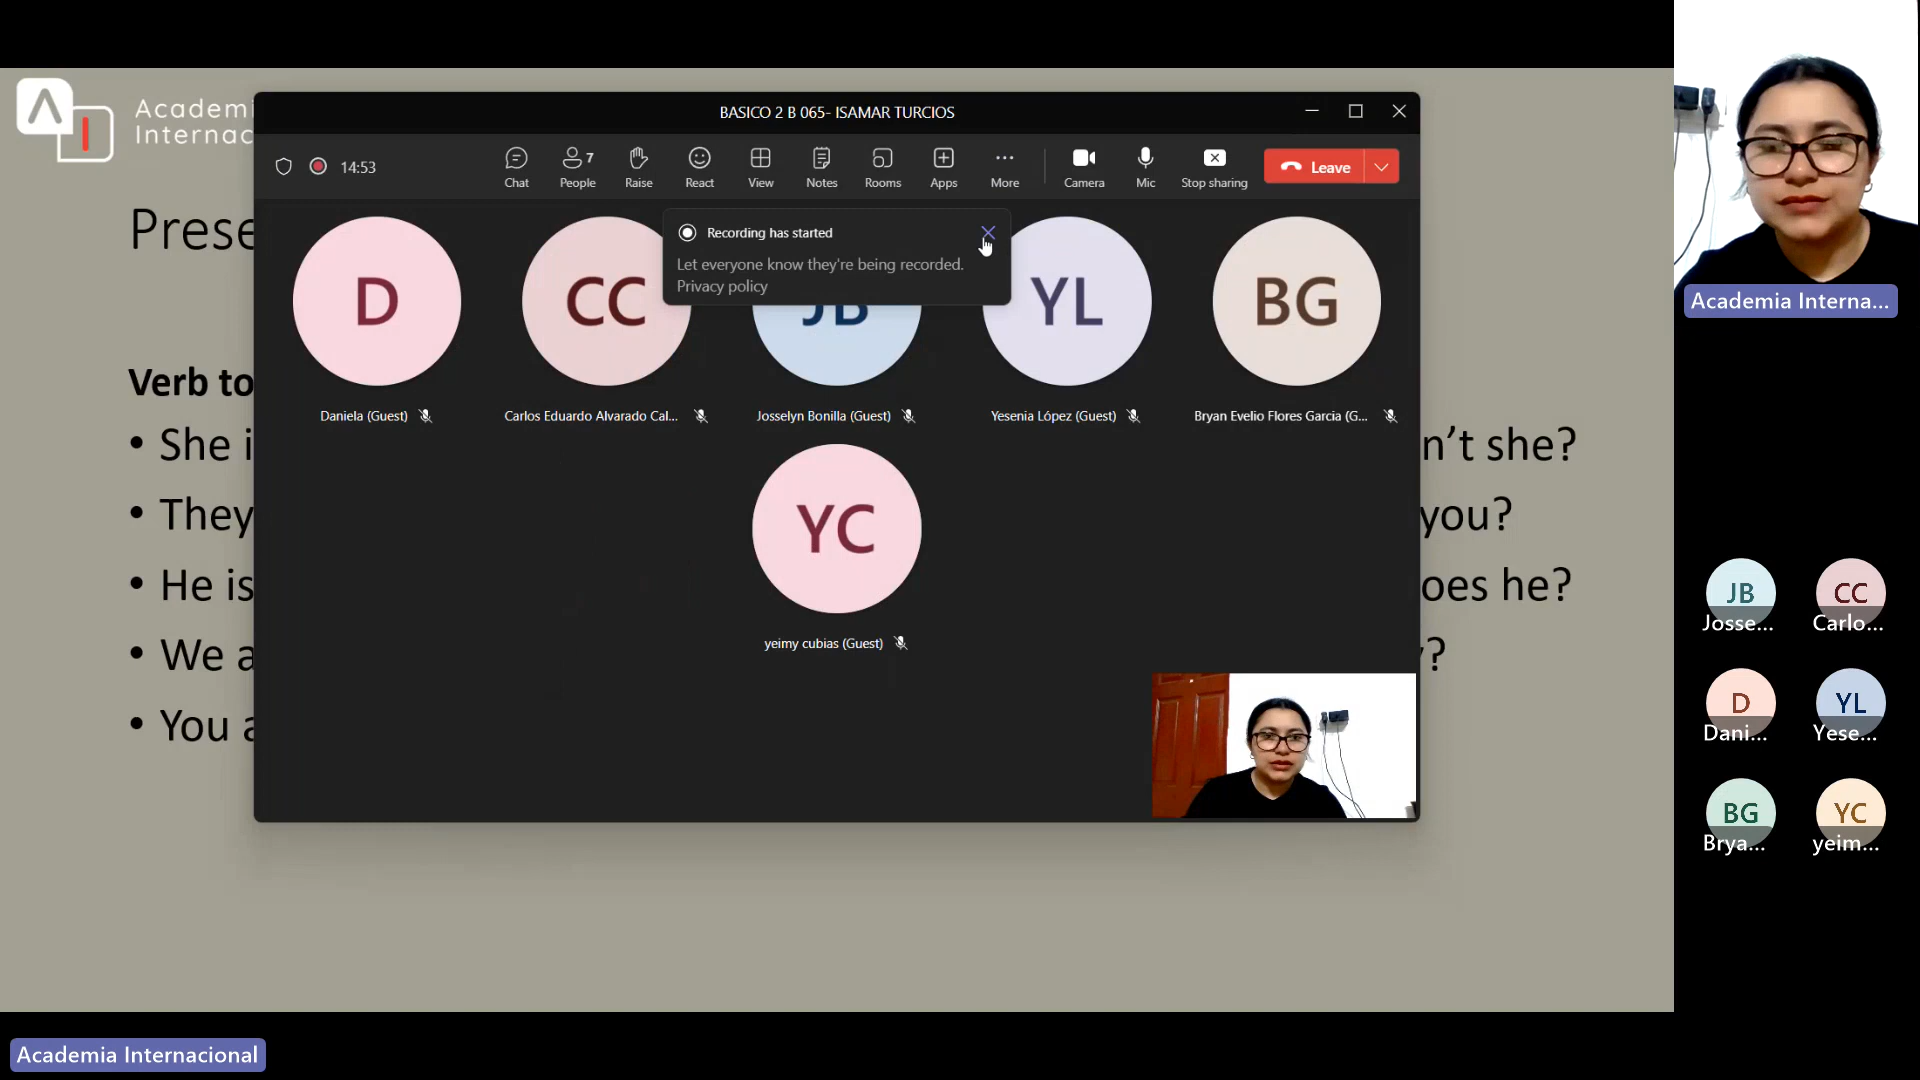 Academi
Internac
BASICO 2 B 065- ISAMAR TURCIOS
14:53
Chat
People
7
Raise
React
View
Notes
Rooms
Apps
More
Camera
Mic
Stop sharing
Leave
Recording has started
Let everyone know they're being recorded.
Privacy policy
Prese
D
CC
JB
YL
BG
Daniela (Guest)
Carlos Eduardo Alvarado Cal...
Josselyn Bonilla (Guest)
Yesenia López (Guest)
Bryan Evelio Flores Garcia (G...
YC
yeimy cubias (Guest)
Verb to
• She i
n't she?
• They
you?
• He is
oes he?
• We a
?
• You a
Academia Interna...
JB
Josse...
CC
Carlo...
D
Dani...
YL
Yese...
BG
Brya...
YC
yeim...
Academia Internacional